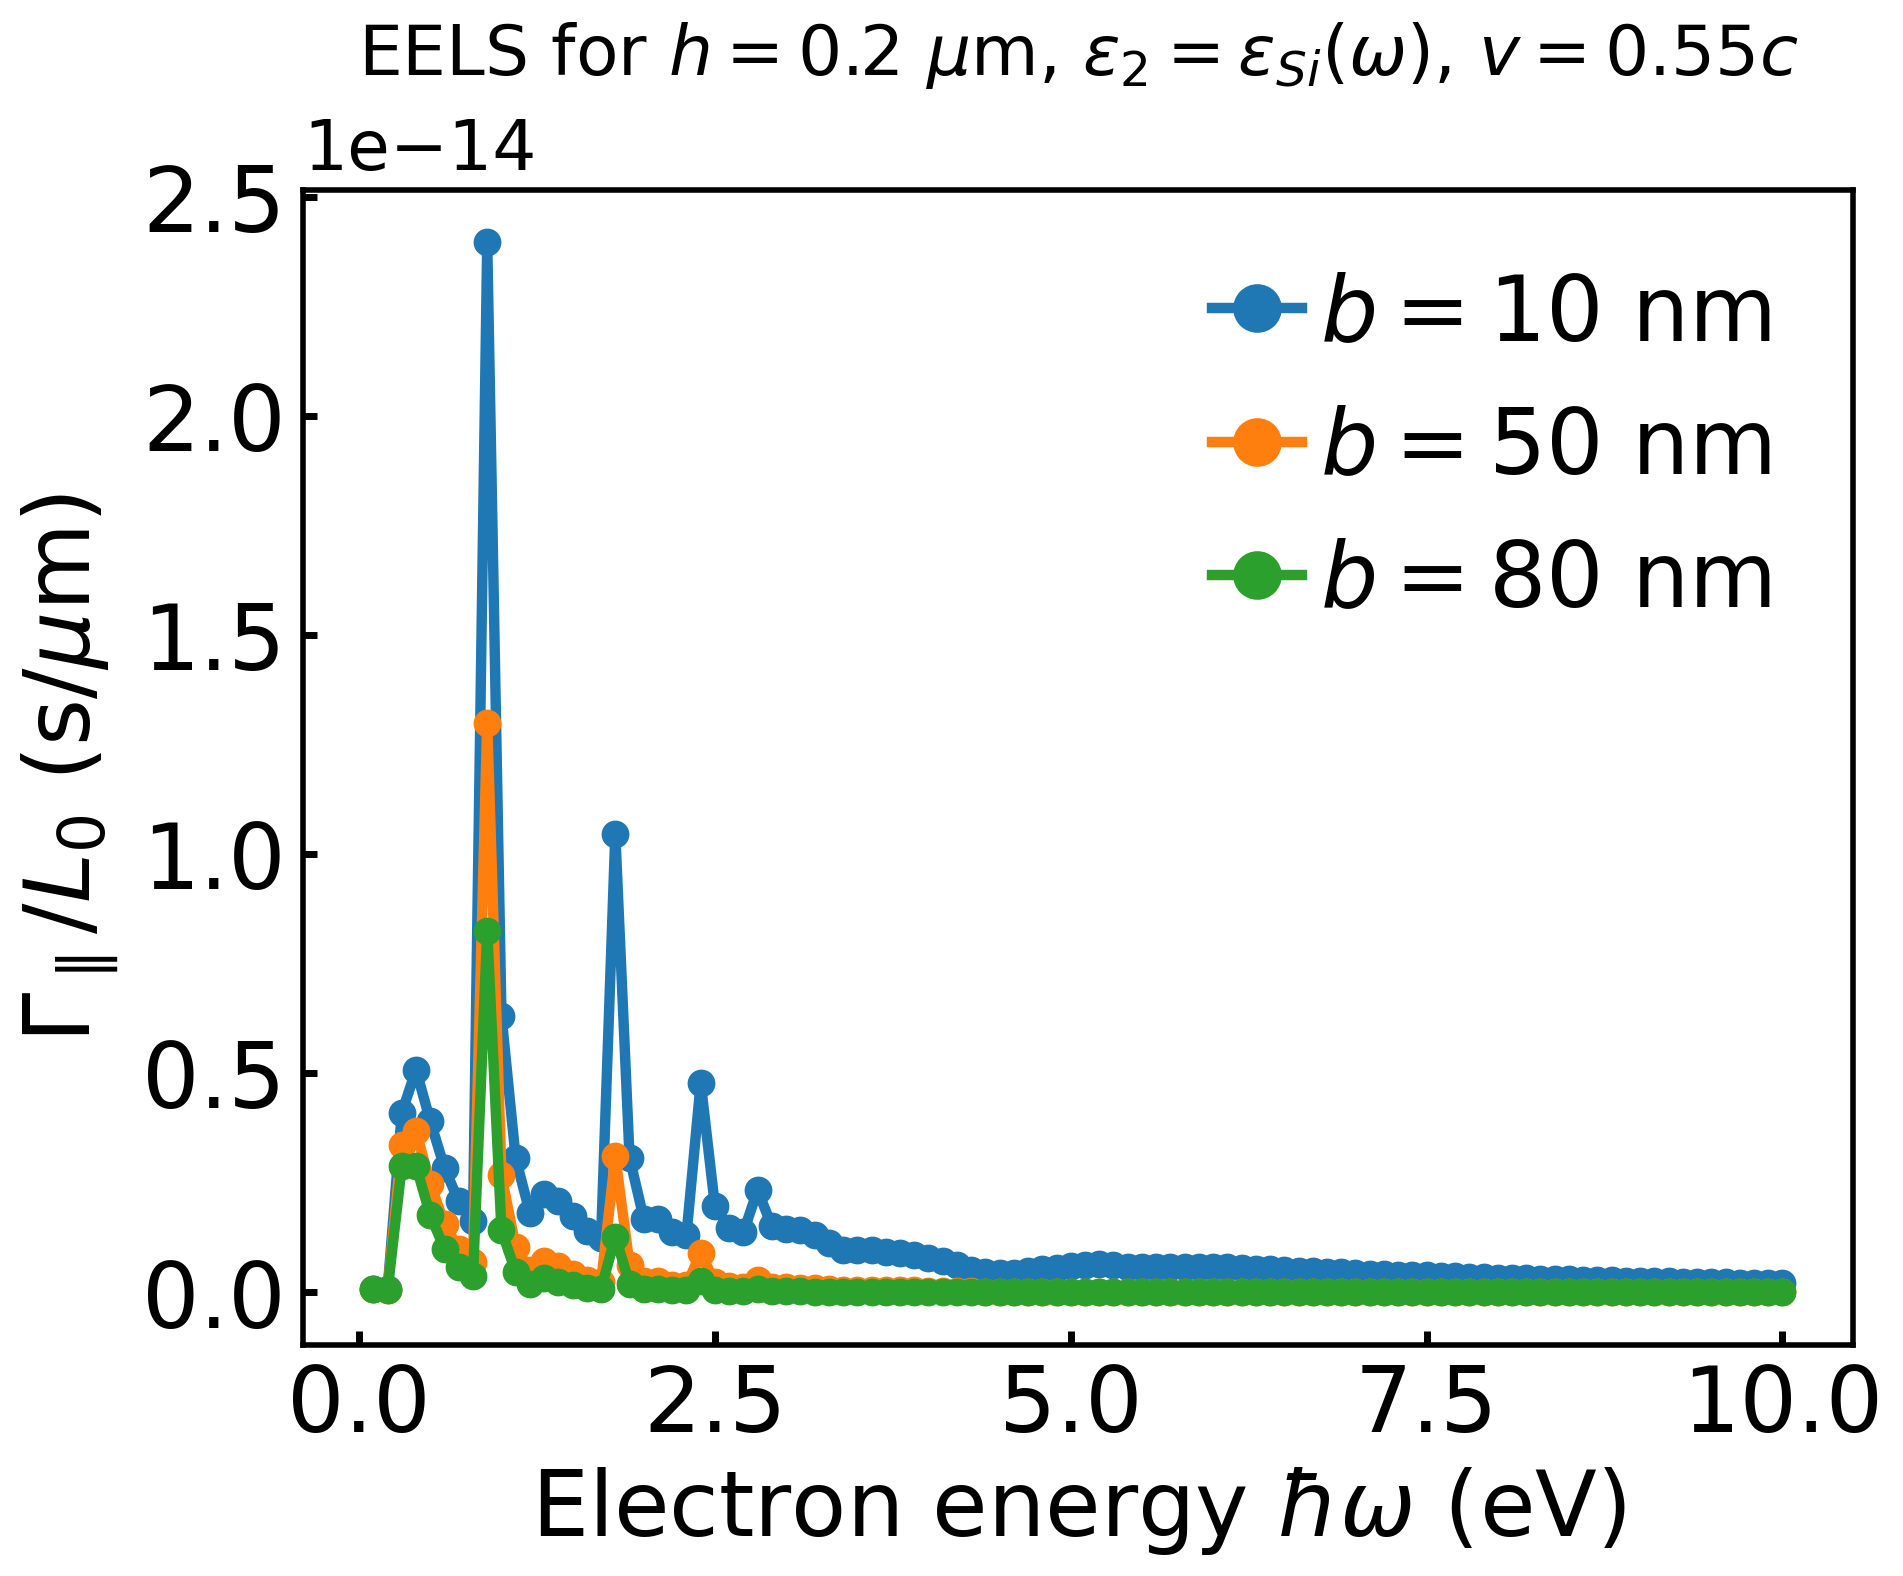 EELS for h = 0.2 μm, ε₂ = ε_Si(ω), v = 0.55c
1e−14
2.5
2.0
1.5
1.0
0.5
0.0
Γ∥/L₀ (s/μm)
b = 10 nm
b = 50 nm
b = 80 nm
0.0 2.5 5.0 7.5 10.0
Electron energy ℏω (eV)